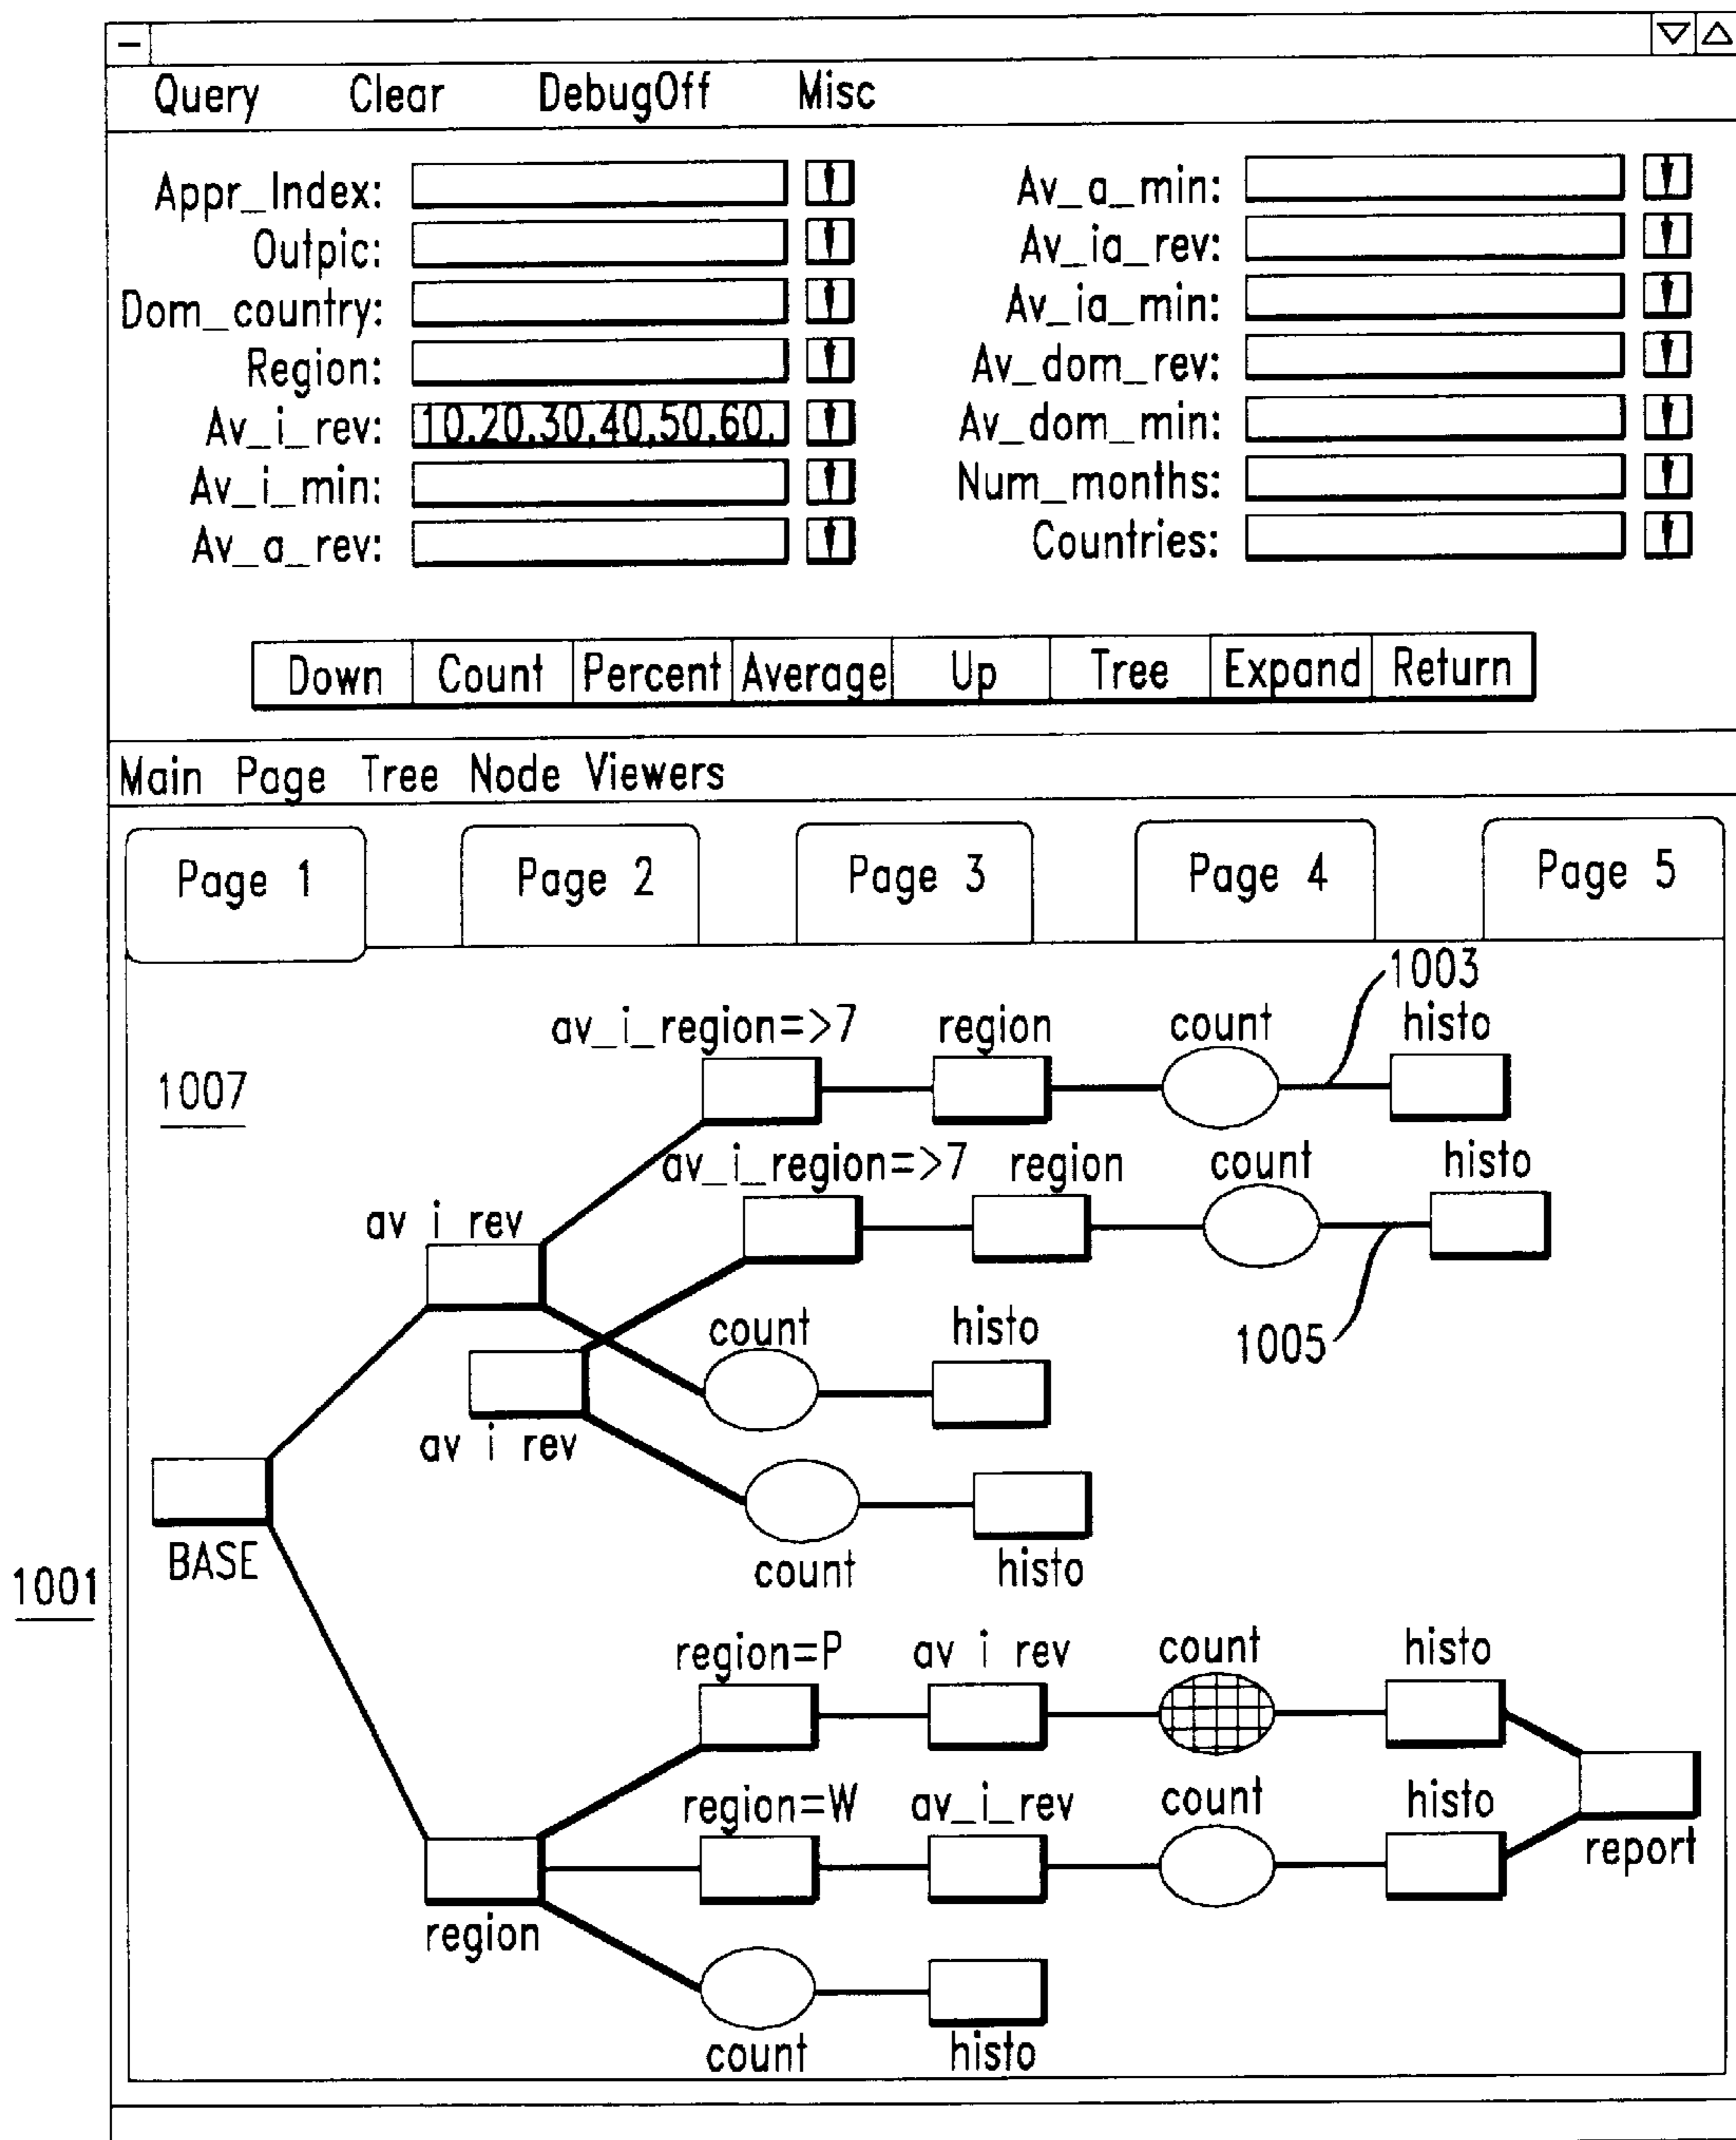 Query Clear DebugOff Misc
Appr_Index: Av_a_min:
Outpic: Av_ia_rev:
Dom_country: Av_ia_min:
Region: Av_dom_rev:
Av_i_rev: 10.20.30.40.50.60. Av_dom_min:
Av_i_min: Num_months:
Av_a_rev: Countries:
Down Count Percent Average Up Tree Expand Return
Main Page Tree Node Viewers
Page 1 Page 2 Page 3 Page 4 Page 5
1003
av_i_region=>7 region count histo
1007
av_i_region=>7 region count histo
av i rev
count histo 1005
av i rev
BASE count histo
1001
region=P av i rev count histo
region=W av_i_rev count histo
report
region
count histo